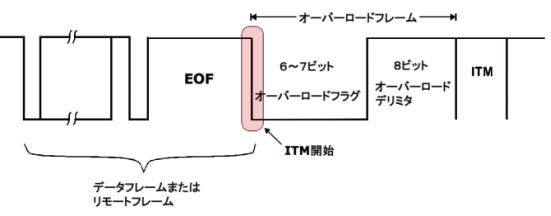 オーバーロードフレーム
EOF
6～7ビット
オーバーロードフラグ
8ビット
オーバーロード
デリミタ
ITM
ITM開始
データフレームまたは
リモートフレーム